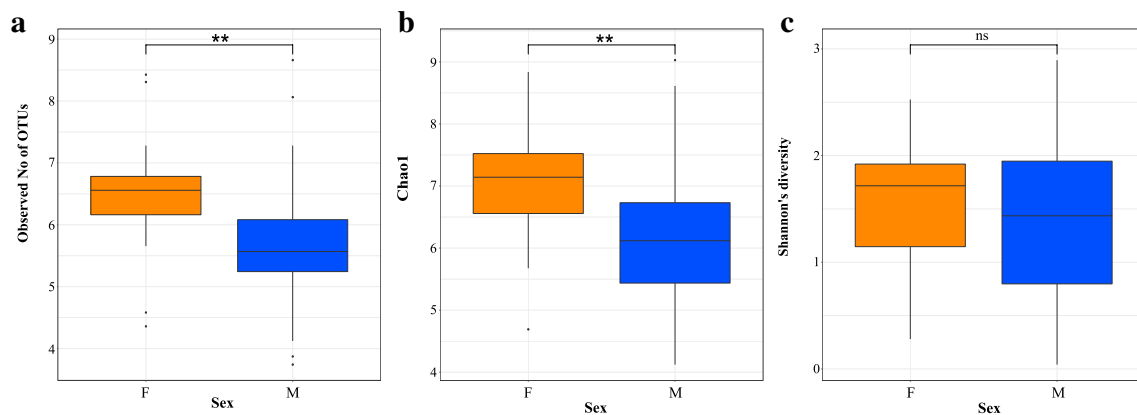 a
**
Observed No of OTUs
9
8
7
6
5
4
F
M
Sex
b
**
Chao1
9
8
7
6
5
4
F
M
Sex
c
ns
Shannon's diversity
3
2
1
0
F
M
Sex